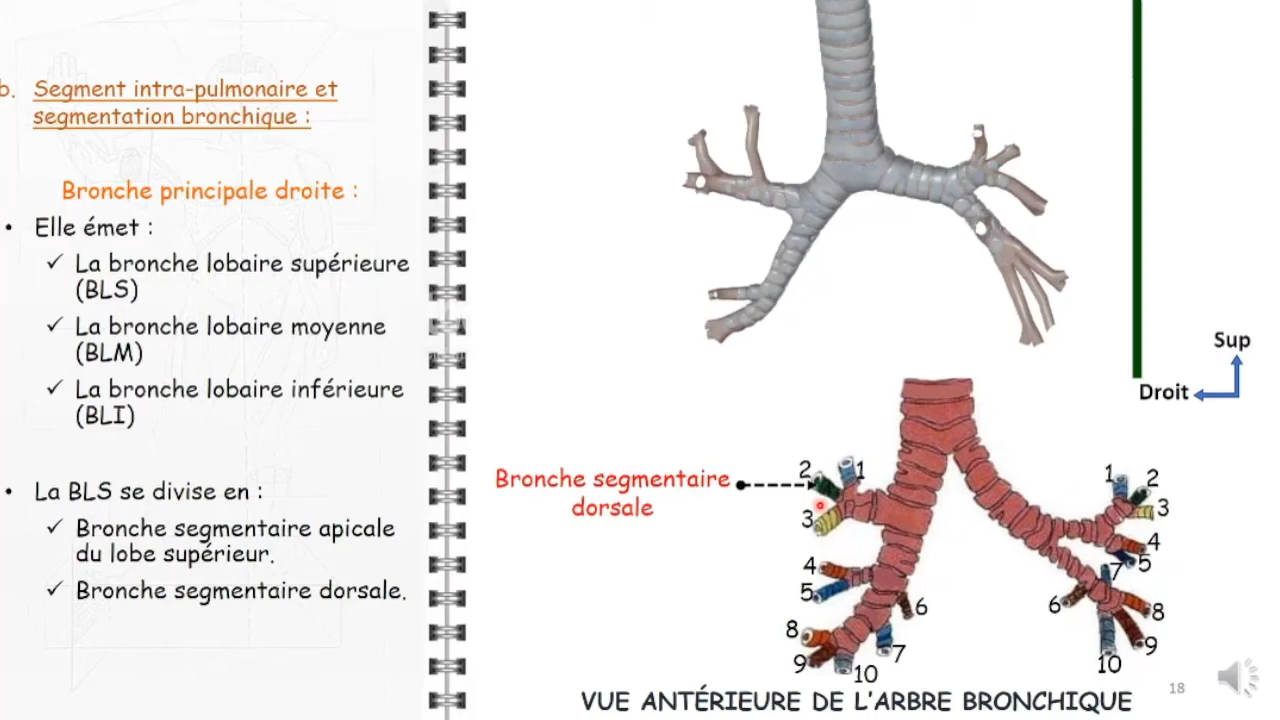 b. Segment intra-pulmonaire et
segmentation bronchique :
Bronche principale droite :
• Elle émet :
✓ La bronche lobaire supérieure
(BLS)
✓ La bronche lobaire moyenne
(BLM)
✓ La bronche lobaire inférieure
(BLI)
• La BLS se divise en :
✓ Bronche segmentaire apicale
du lobe supérieur.
✓ Bronche segmentaire dorsale.
Sup
Droit
Bronche segmentaire
dorsale
2 1
3
4
5
6
7
8
9
10
1 2
3
4
5
7
6
8
9
10
VUE ANTÉRIEURE DE L'ARBRE BRONCHIQUE
18